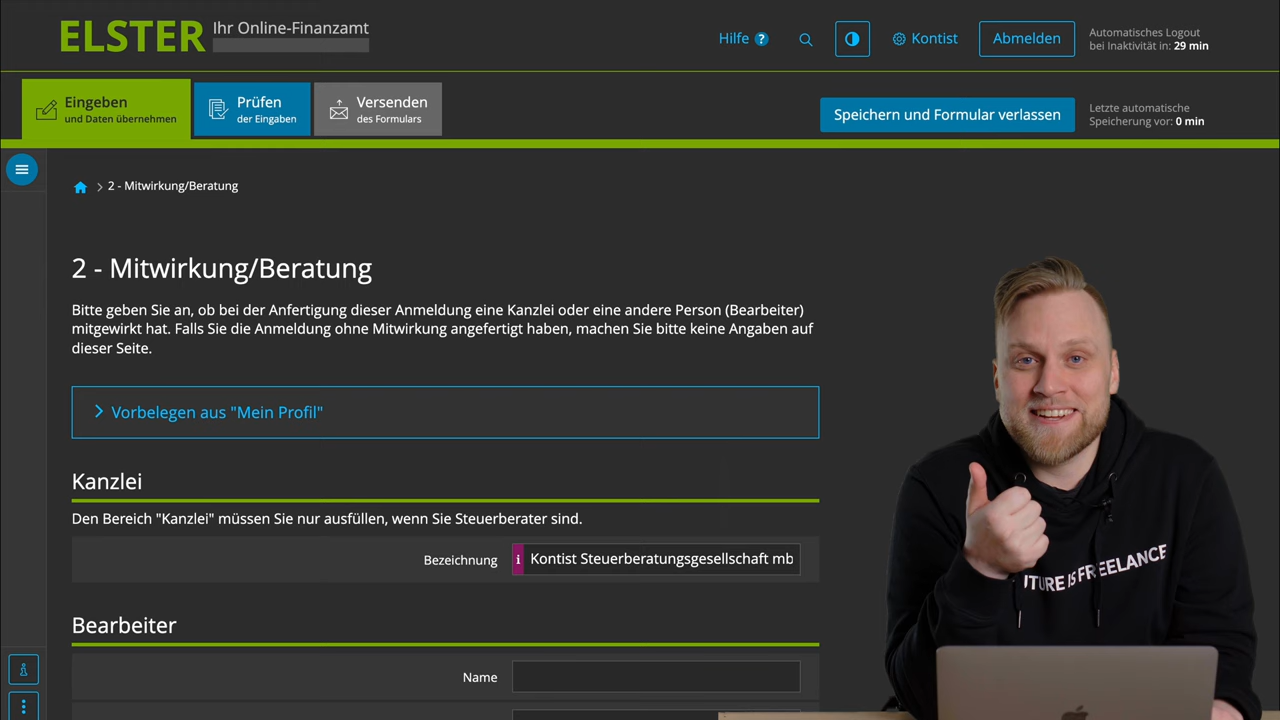 ELSTER
Ihr Online-Finanzamt
Hilfe ?
Kontist
Abmelden
Automatisches Logout
bei Inaktivität in: 29 min
Eingeben
und Daten übernehmen
Prüfen
der Eingaben
Versenden
des Formulars
Speichern und Formular verlassen
Letzte automatische
Speicherung vor: 0 min
2 - Mitwirkung/Beratung
2 - Mitwirkung/Beratung
Bitte geben Sie an, ob bei der Anfertigung dieser Anmeldung eine Kanzlei oder eine andere Person (Bearbeiter)
mitgewirkt hat. Falls Sie die Anmeldung ohne Mitwirkung angefertigt haben, machen Sie bitte keine Angaben auf
dieser Seite.
Vorbelegen aus "Mein Profil"
Kanzlei
Den Bereich "Kanzlei" müssen Sie nur ausfüllen, wenn Sie Steuerberater sind.
Bezeichnung
i
Kontist Steuerberatungsgesellschaft mb
Bearbeiter
Name
i
UTURE IS FREELANCE